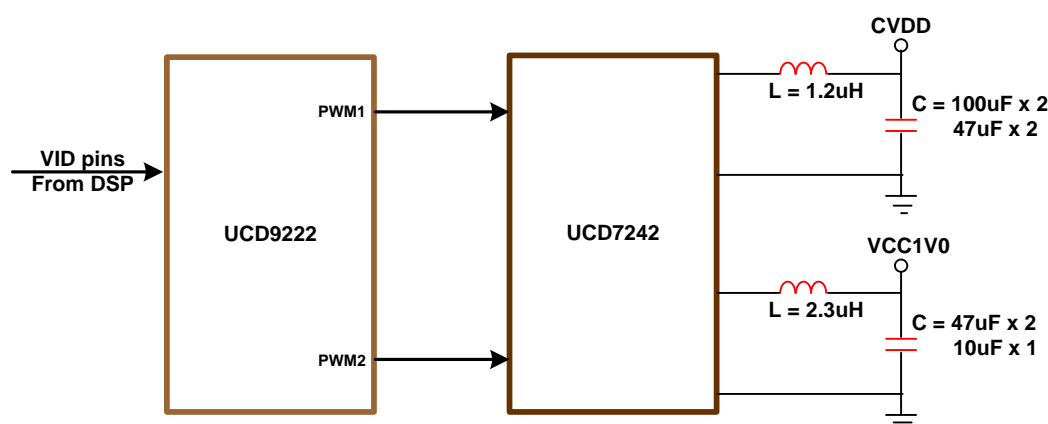 CVDD
L = 1.2uH
C = 100uF x 2
47uF x 2
PWM1
VID pins
From DSP
UCD9222
UCD7242
VCC1V0
L = 2.3uH
C = 47uF x 2
10uF x 1
PWM2